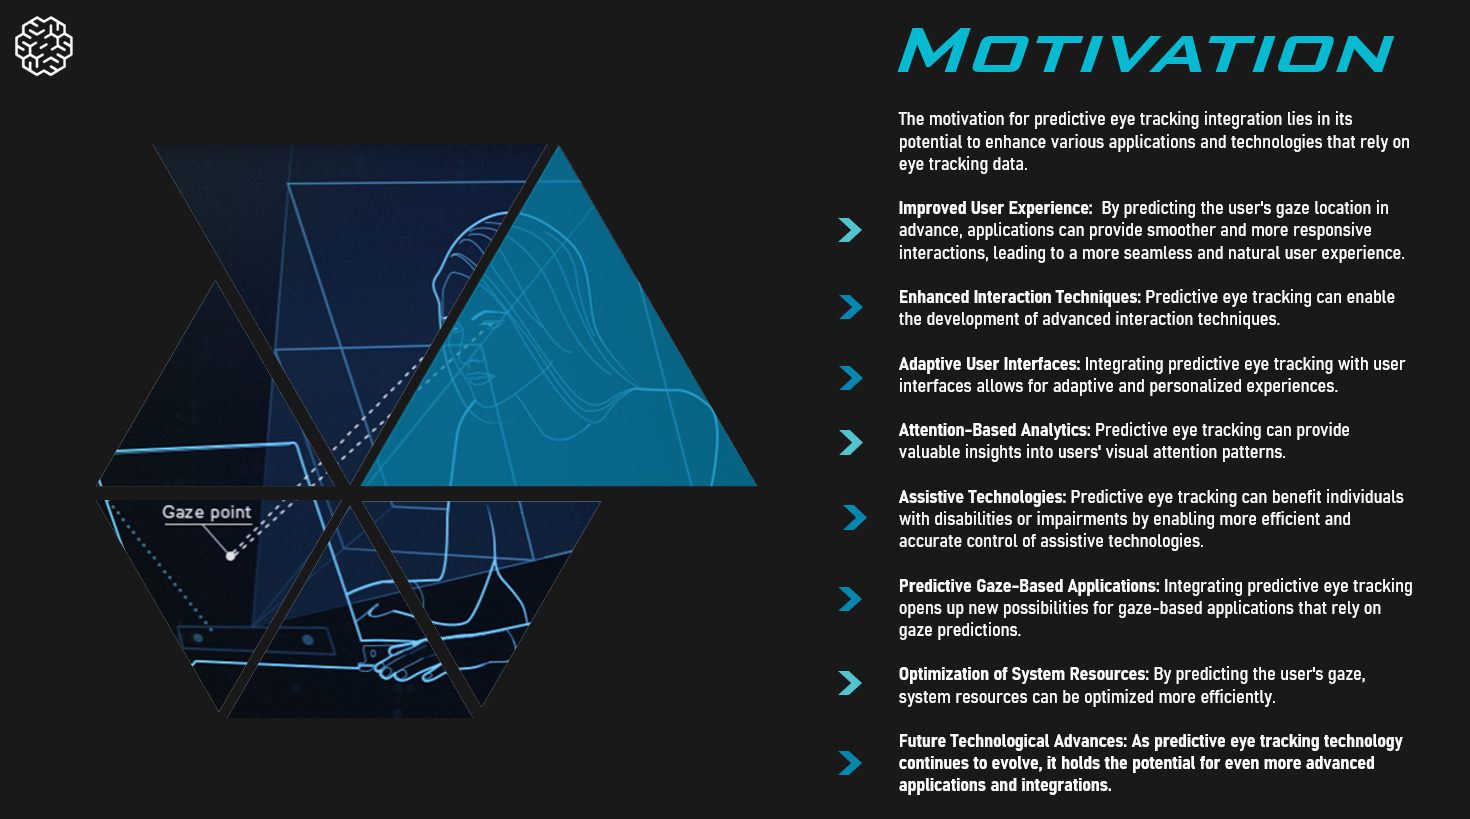 MOTIVATION
The motivation for predictive eye tracking integration lies in its
potential to enhance various applications and technologies that rely on
eye tracking data.
Improved User Experience:  By predicting the user's gaze location in
advance, applications can provide smoother and more responsive
interactions, leading to a more seamless and natural user experience.
Enhanced Interaction Techniques: Predictive eye tracking can enable
the development of advanced interaction techniques.
Adaptive User Interfaces: Integrating predictive eye tracking with user
interfaces allows for adaptive and personalized experiences.
Attention-Based Analytics: Predictive eye tracking can provide
valuable insights into users' visual attention patterns.
Assistive Technologies: Predictive eye tracking can benefit individuals
with disabilities or impairments by enabling more efficient and
accurate control of assistive technologies.
Predictive Gaze-Based Applications: Integrating predictive eye tracking
opens up new possibilities for gaze-based applications that rely on
gaze predictions.
Optimization of System Resources: By predicting the user's gaze,
system resources can be optimized more efficiently.
Future Technological Advances: As predictive eye tracking technology
continues to evolve, it holds the potential for even more advanced
applications and integrations.
Gaze point